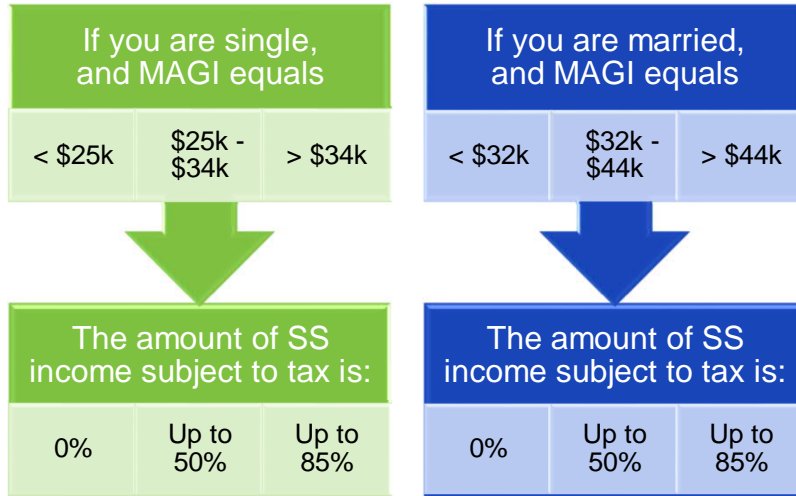 If you are single,
and MAGI equals
< $25k
$25k -
$34k
> $34k
The amount of SS
income subject to tax is:
0%
Up to
50%
Up to
85%
If you are married,
and MAGI equals
< $32k
$32k -
$44k
> $44k
The amount of SS
income subject to tax is:
0%
Up to
50%
Up to
85%